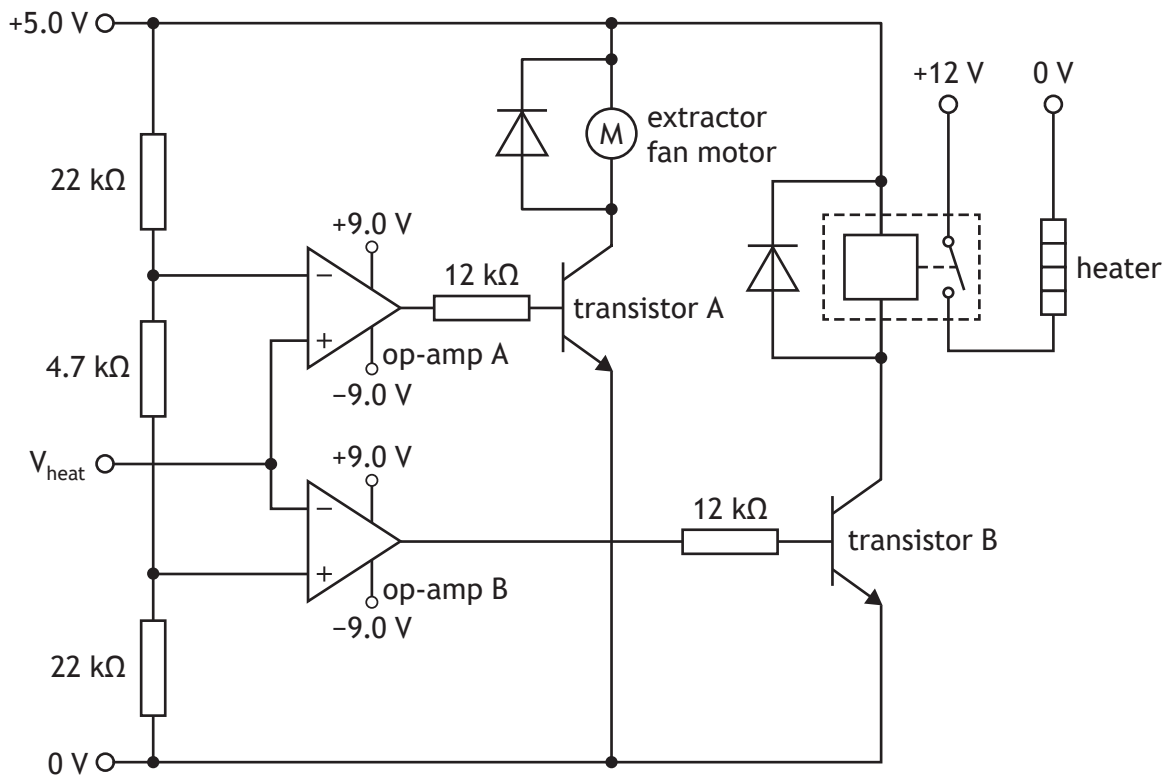 +5.0 V
+12 V
0 V
extractor
fan motor
M
22 kΩ
+9.0 V
12 kΩ
−
heater
transistor A
+
op-amp A
4.7 kΩ
−9.0 V
V_heat
+9.0 V
12 kΩ
−
transistor B
+
op-amp B
−9.0 V
22 kΩ
0 V